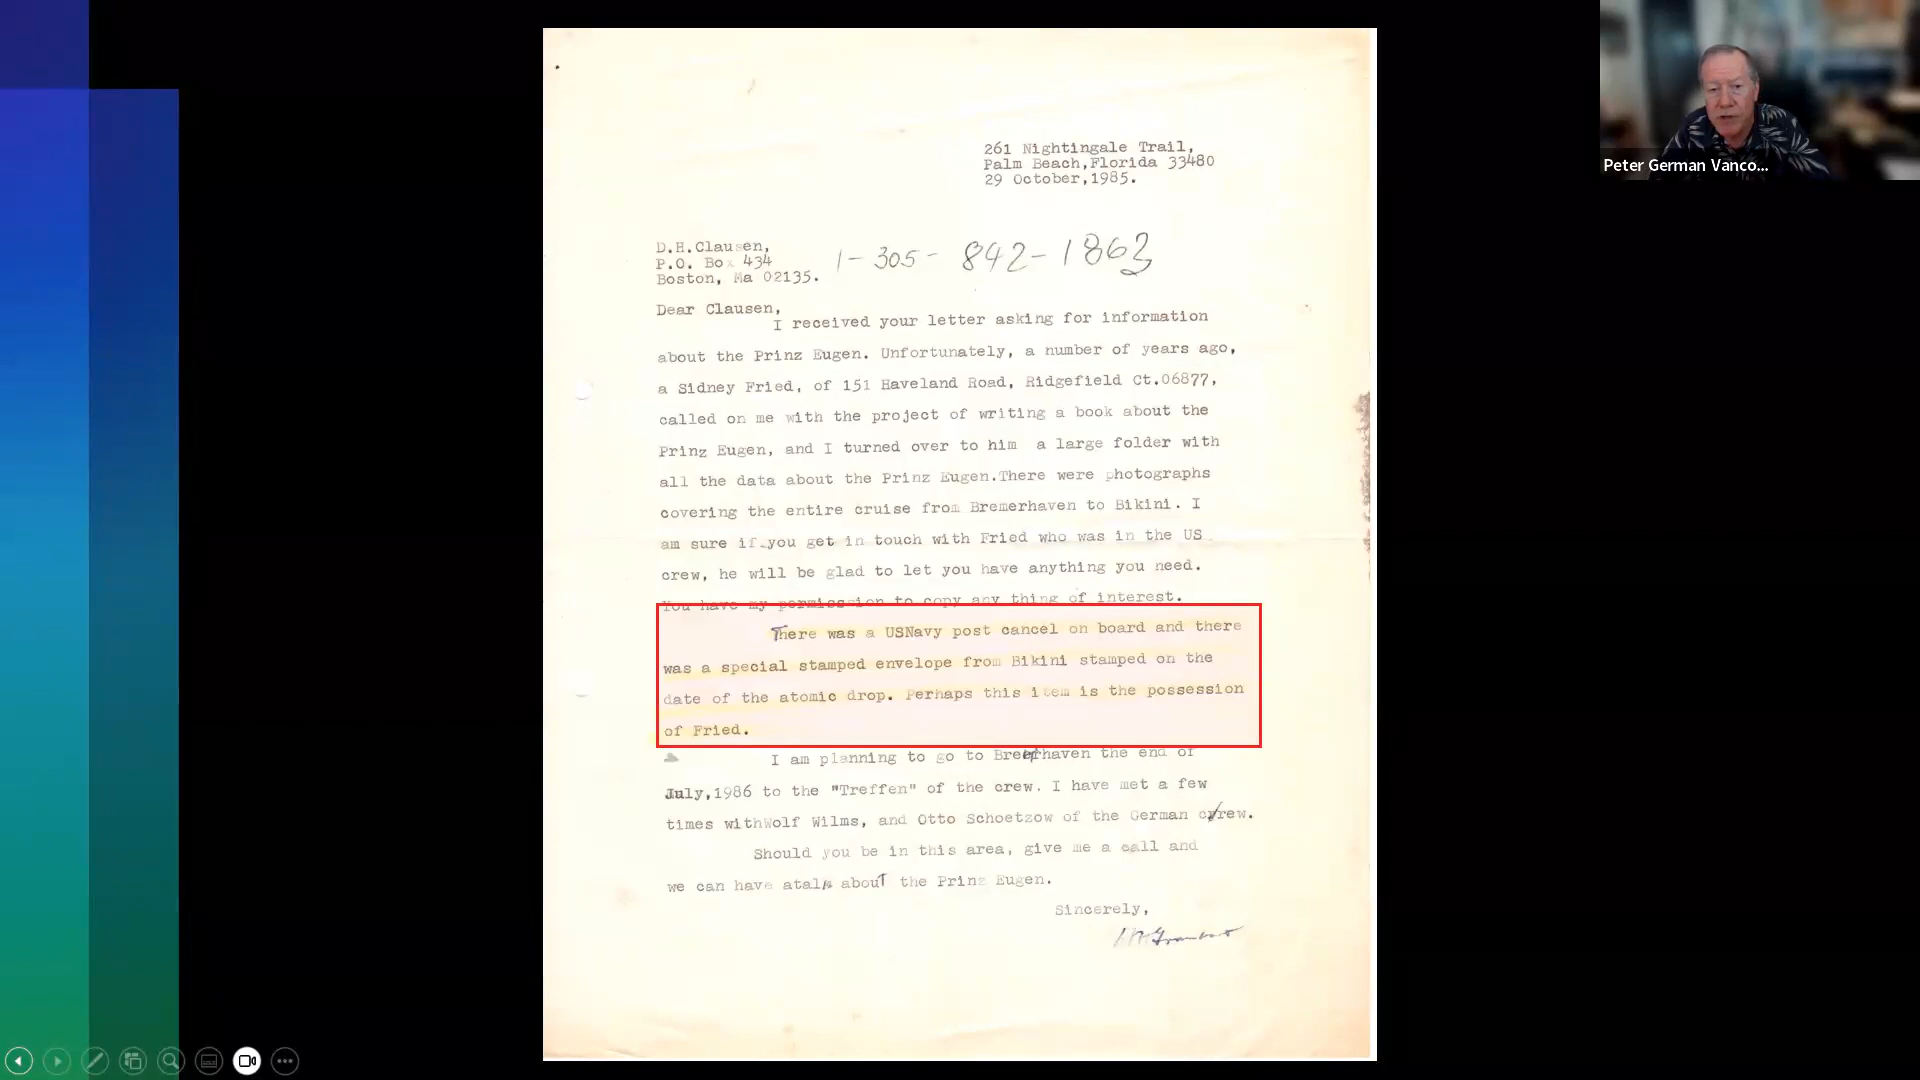 261 Nightingale Trail,
Palm Beach,Florida 33480
29 October,1985.
D.H.Clausen,
P.O. Box 434
Boston, Ma 02135.
1-305-842-1863
Dear Clausen,
I received your letter asking for information
about the Prinz Eugen. Unfortunately, a number of years ago,
a Sidney Fried, of 151 Haveland Road, Ridgefield Ct.06877,
called on me with the project of writing a book about the
Prinz Eugen, and I turned over to him a large folder with
all the data about the Prinz Eugen.There were photographs
covering the entire cruise from Bremerhaven to Bikini. I
am sure if you get in touch with Fried who was in the US
crew, he will be glad to let you have anything you need.
You have my permission to copy any thing of interest.
There was a USNavy post cancel on board and there
was a special stamped envelope from Bikini stamped on the
date of the atomic drop. Perhaps this item is the possession
of Fried.
I am planning to go to haven the end of
July,1986 to the "Treffen" of the crew. I have met a few
times withWolf Wilms, and Otto Schoetzow of the German crew.
Should you be in this area, give me a call and
we can have atalk about the Prinz Eugen.
Sincerely,
Peter German Vanco...